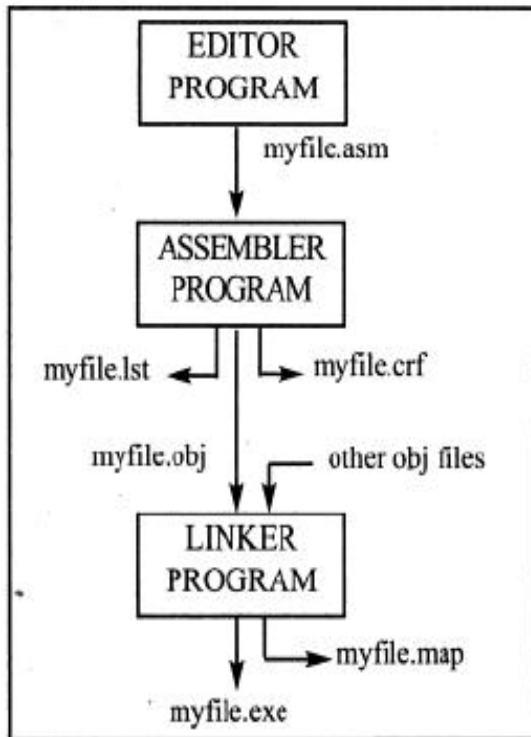 EDITOR
PROGRAM
myfile.asm
ASSEMBLER
PROGRAM
myfile.lst
myfile.crf
myfile.obj
other obj files
LINKER
PROGRAM
myfile.map
myfile.exe